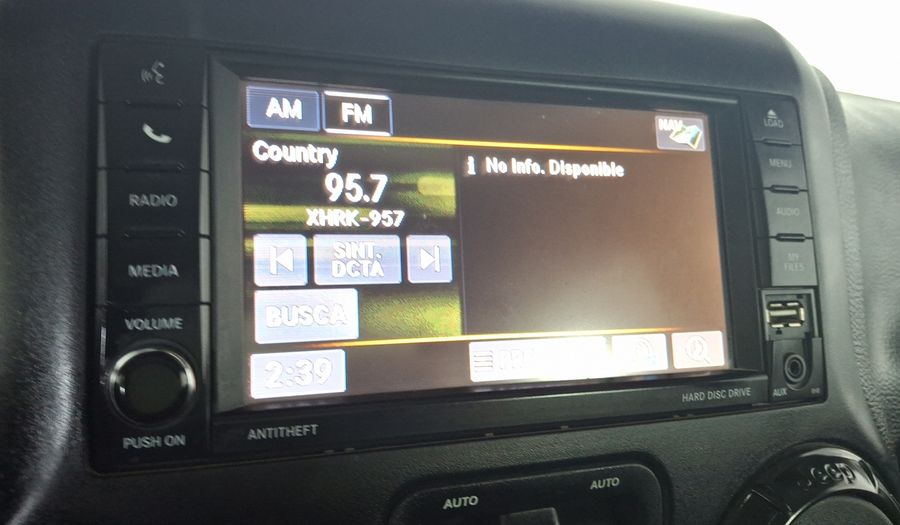 AM
FM
NAV
LOAD
Country
95.7
XHRK-957
No Info. Disponible
SINT.
DCTA
BUSCA
2:39
RADIO
MEDIA
VOLUME
PUSH ON
ANTITHEFT
MENU
AUDIO
MY
FILES
HARD DISC DRIVE
AUX
AUTO
AUTO
Jeep